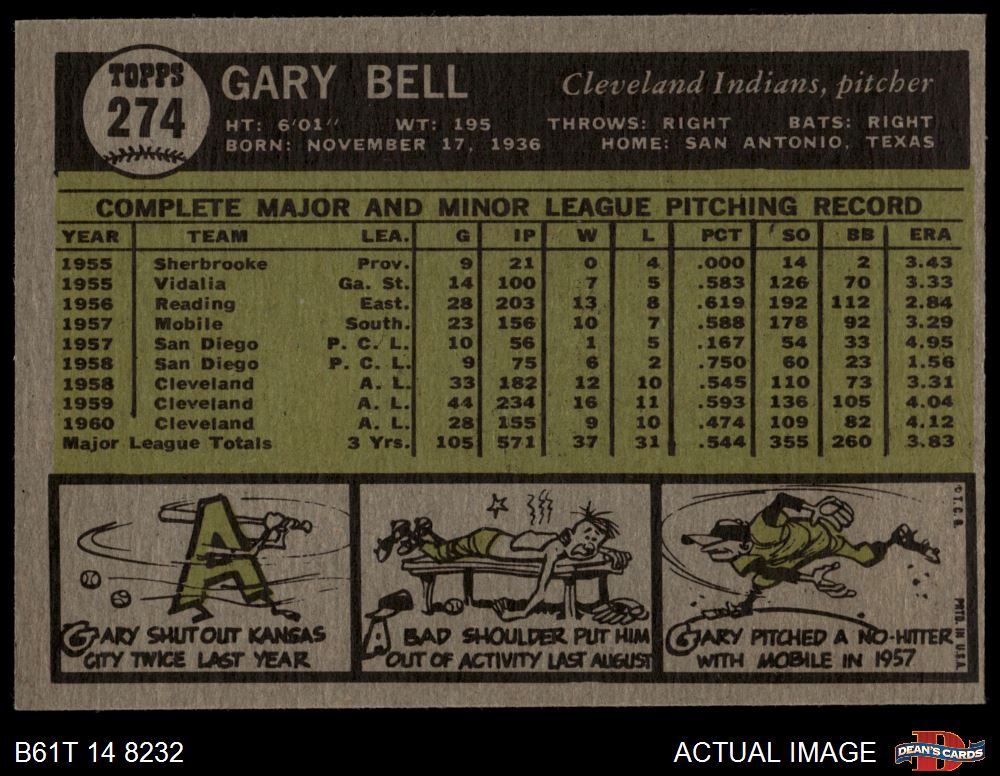 TOPPS
274
GARY BELL
Cleveland Indians, pitcher
HT: 6'01" WT: 195 THROWS: RIGHT BATS: RIGHT
BORN: NOVEMBER 17, 1936 HOME: SAN ANTONIO, TEXAS
COMPLETE MAJOR AND MINOR LEAGUE PITCHING RECORD
YEAR TEAM LEA. G IP W L PCT SO BB ERA
1955 Sherbrooke Prov. 9 21 0 4 .000 14 2 3.43
1955 Vidalia Ga. St. 14 100 7 5 .583 126 70 3.33
1956 Reading East. 28 203 13 8 .619 192 112 2.84
1957 Mobile South. 23 156 10 7 .588 178 92 3.29
1957 San Diego P. C. L. 10 56 1 5 .167 54 33 4.95
1958 San Diego P. C. L. 9 75 6 2 .750 60 23 1.56
1958 Cleveland A. L. 33 182 12 10 .545 110 73 3.31
1959 Cleveland A. L. 44 234 16 11 .593 136 105 4.04
1960 Cleveland A. L. 28 155 9 10 .474 109 82 4.12
Major League Totals 3 Yrs. 105 571 37 31 .544 355 260 3.83
A
GARY SHUT OUT KANSAS
CITY TWICE LAST YEAR
A BAD SHOULDER PUT HIM
OUT OF ACTIVITY LAST AUGUST
GARY PITCHED A NO-HITTER
WITH MOBILE IN 1957
© T. C. G.
PRTD. IN U.S.A.
B61T 14 8232
ACTUAL IMAGE
D
DEAN'S CARDS